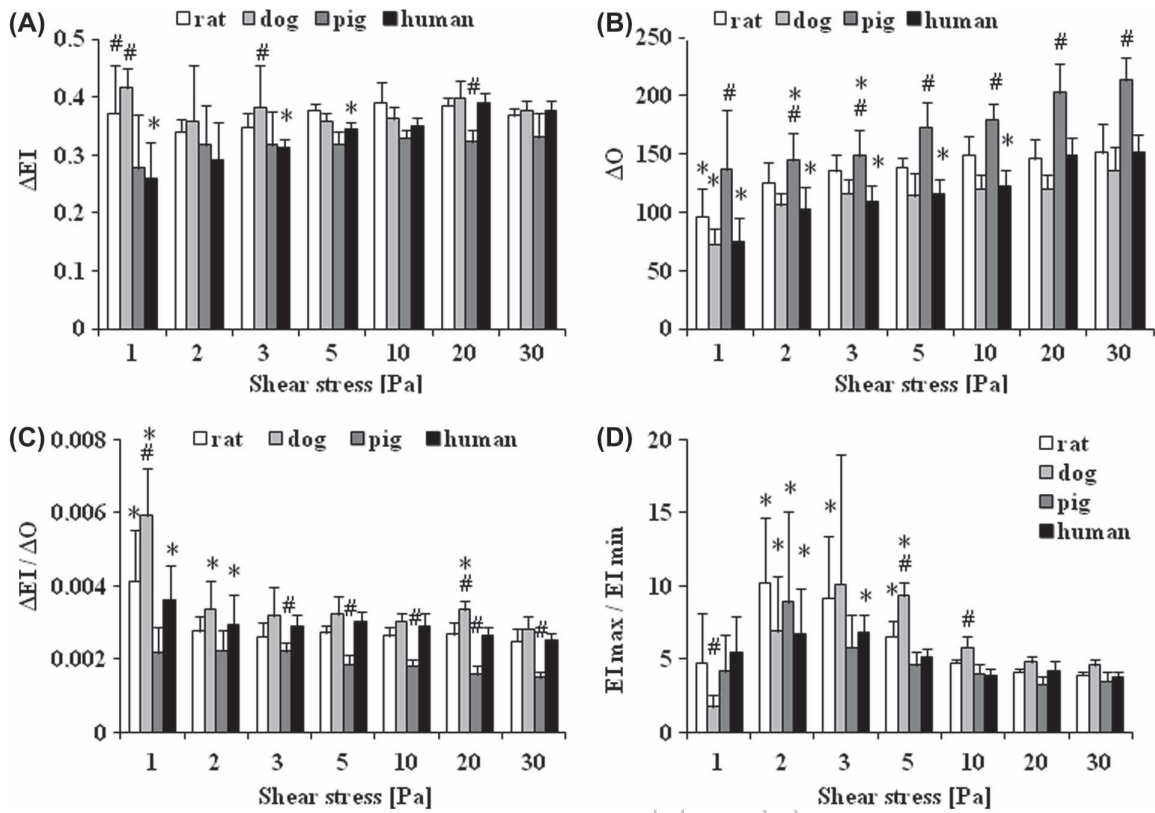 (A)
rat dog pig human
0.5
0.4
0.3
0.2
0.1
0
ΔEI
# # # * * #
*
1 2 3 5 10 20 30
Shear stress [Pa]
(B)
rat dog pig human
250
200
150
100
50
0
ΔO
# # # # #
* *
# #
* * * * * * *
1 2 3 5 10 20 30
Shear stress [Pa]
(C)
rat dog pig human
0.008
0.006
0.004
0.002
0
ΔEI / ΔO
*
#
* * * * # # # *
#
# #
1 2 3 5 10 20 30
Shear stress [Pa]
(D)
rat
dog
pig
human
20
15
10
5
0
EI max / EI min
# * * * * * * * *
#
#
1 2 3 5 10 20 30
Shear stress [Pa]